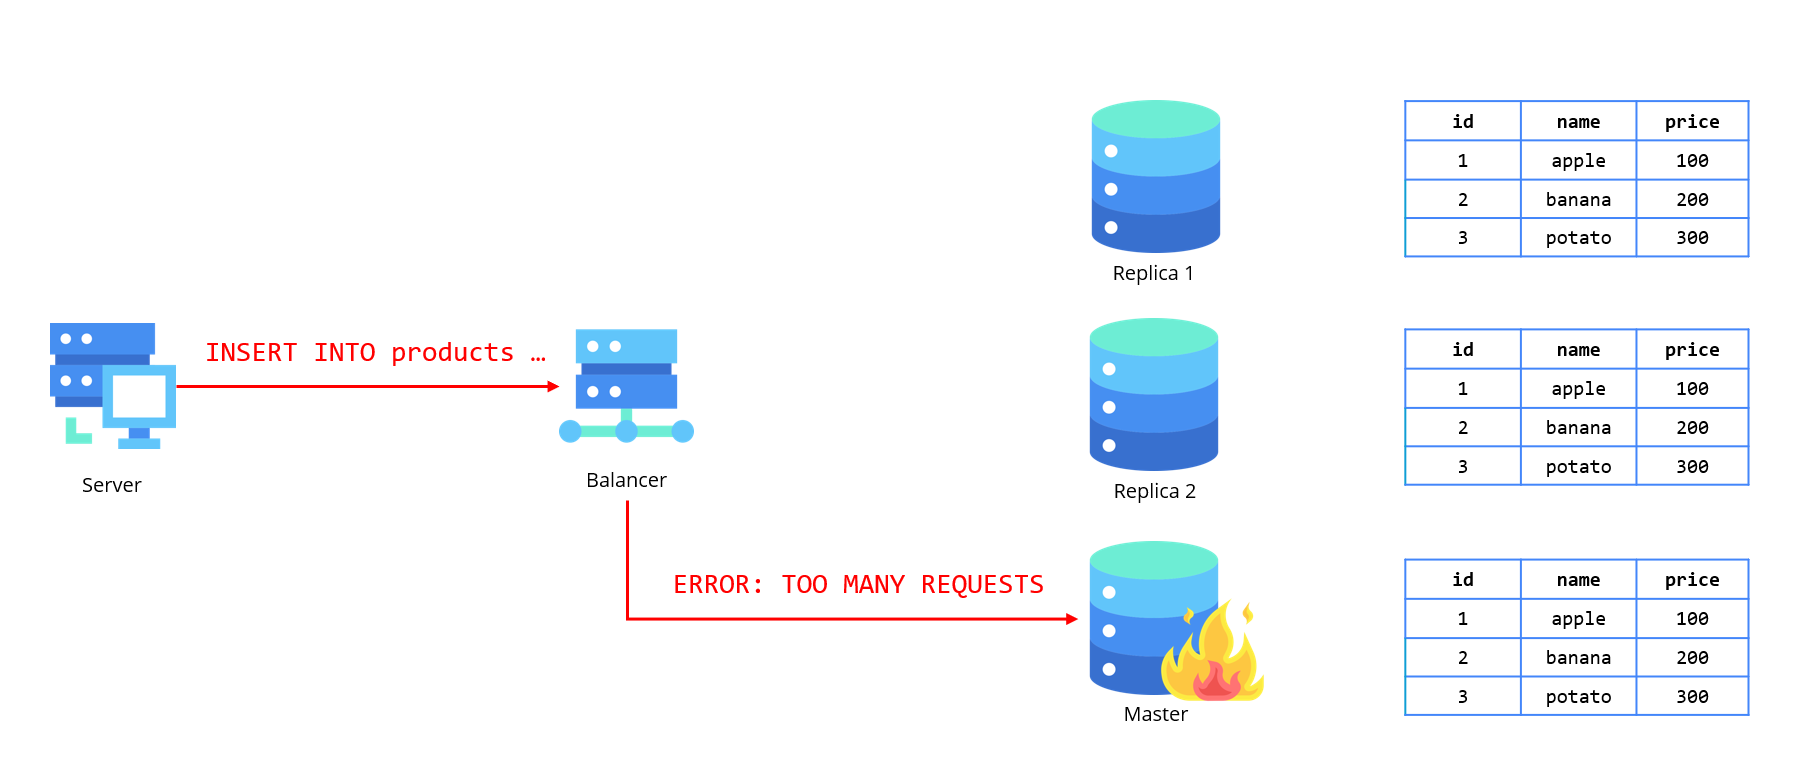 id name price
1 apple 100
2 banana 200
3 potato 300
Replica 1
INSERT INTO products …
Server
Balancer
id name price
1 apple 100
2 banana 200
3 potato 300
Replica 2
ERROR: TOO MANY REQUESTS
id name price
1 apple 100
2 banana 200
3 potato 300
Master